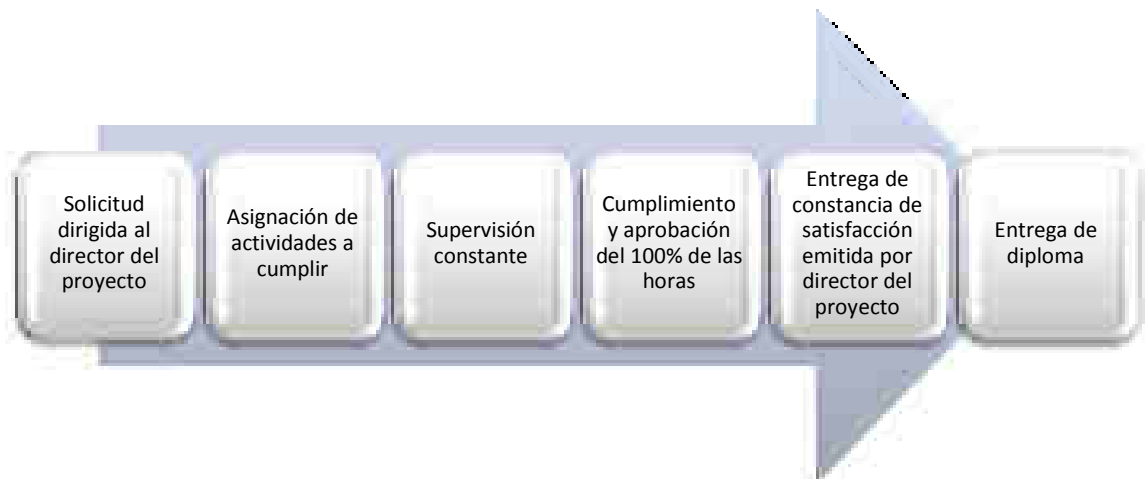 Solicitud
dirigida al
director del
proyecto
Asignación de
actividades a
cumplir
Supervisión
constante
Cumplimiento
y aprobación
del 100% de las
horas
Entrega de
constancia de
satisfacción
emitida por
director del
proyecto
Entrega de
diploma